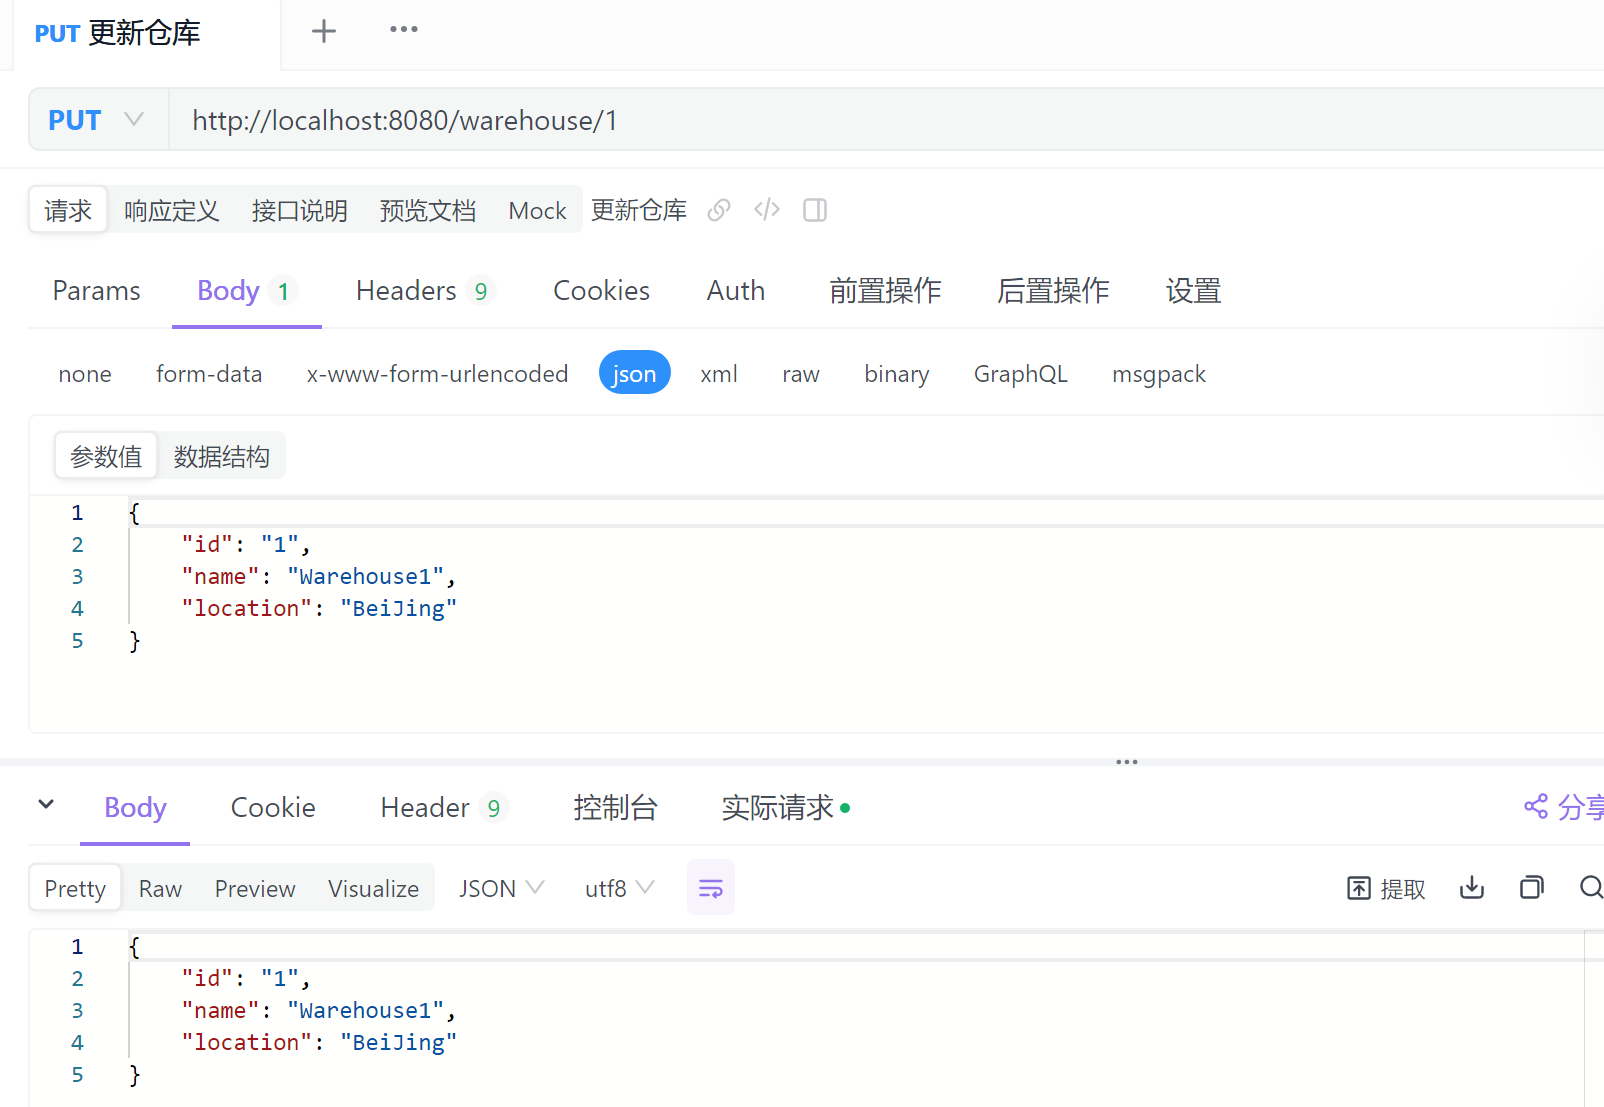 PUT 更新仓库
PUT http://localhost:8080/warehouse/1
请求 响应定义 接口说明 预览文档 Mock 更新仓库
Params Body 1 Headers 9 Cookies Auth 前置操作 后置操作 设置
none form-data x-www-form-urlencoded json xml raw binary GraphQL msgpack
参数值 数据结构
1 {
2 "id": "1",
3 "name": "Warehouse1",
4 "location": "BeiJing"
5 }
Body Cookie Header 9 控制台 实际请求 分享
Pretty Raw Preview Visualize JSON utf8 提取
1 {
2 "id": "1",
3 "name": "Warehouse1",
4 "location": "BeiJing"
5 }